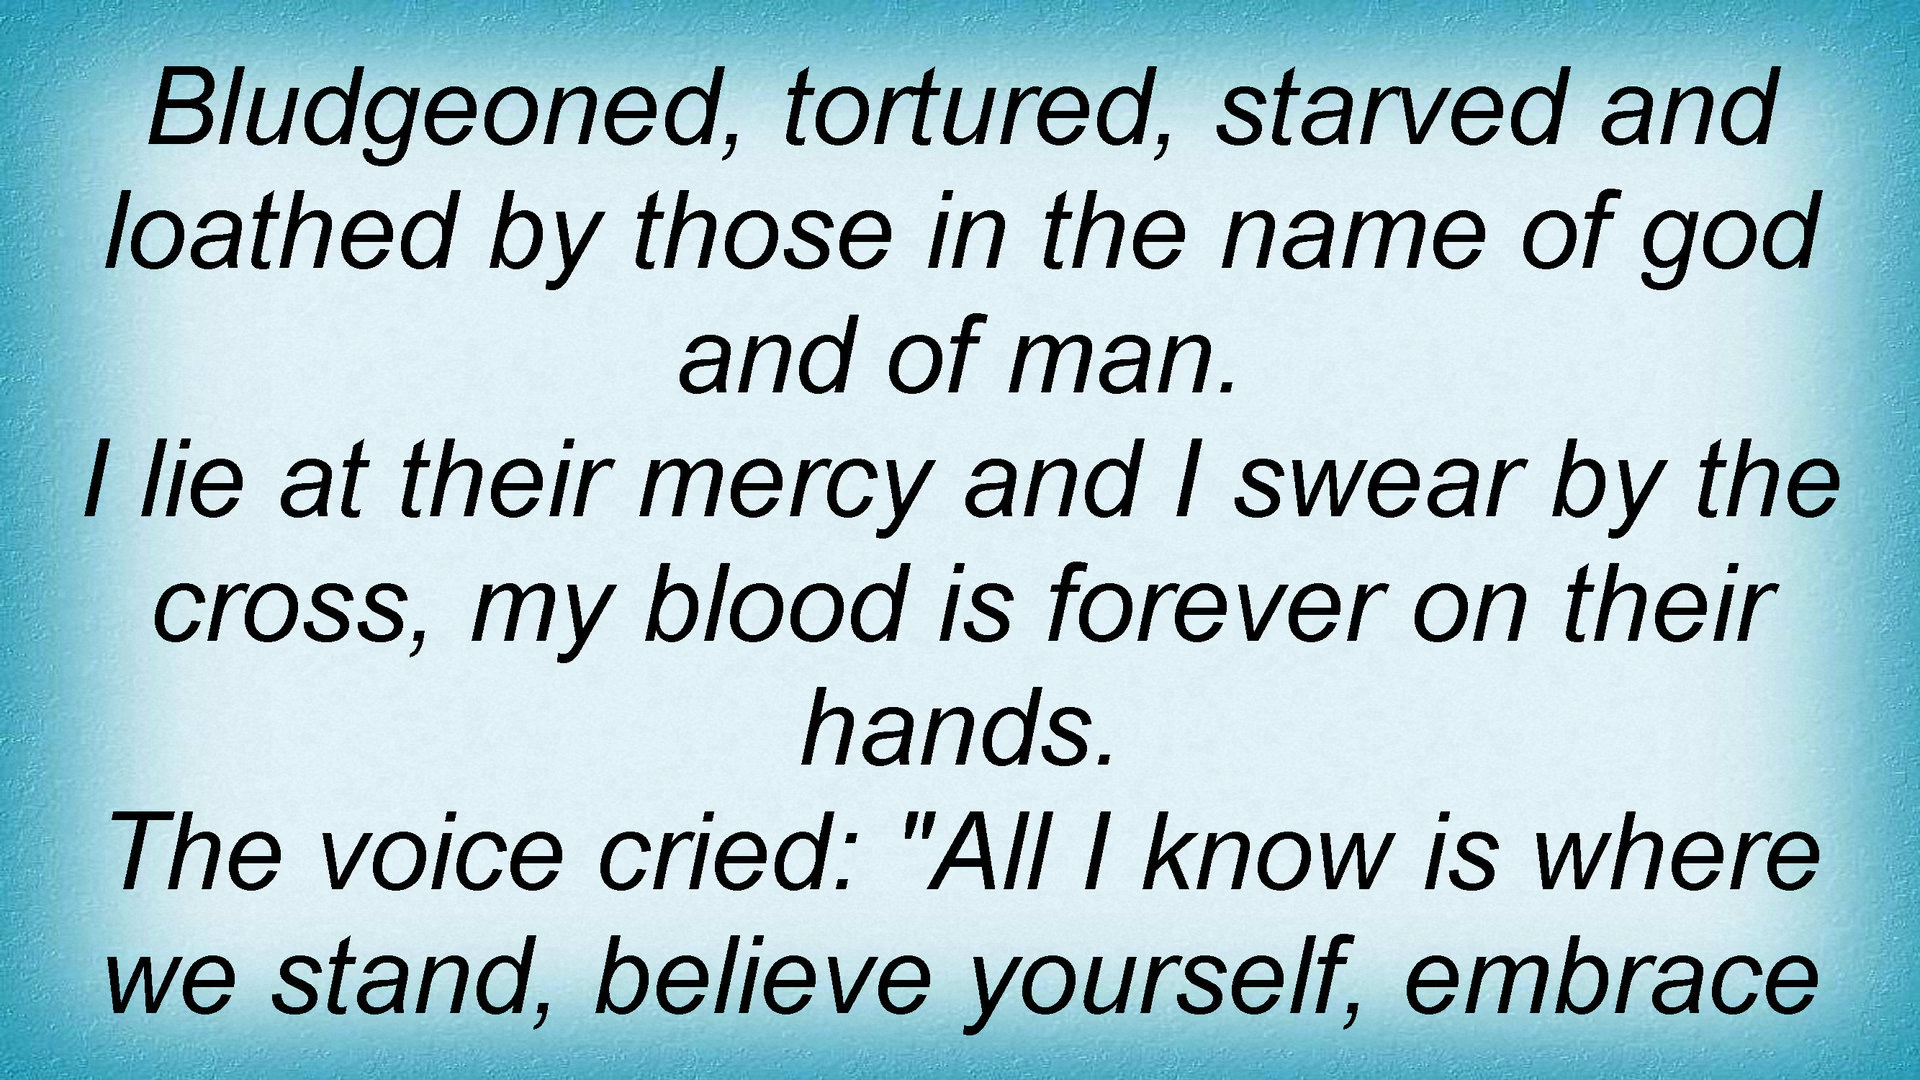 Bludgeoned, tortured, starved and
loathed by those in the name of god
and of man.
I lie at their mercy and I swear by the
cross, my blood is forever on their
hands.
The voice cried: "All I know is where
we stand, believe yourself, embrace